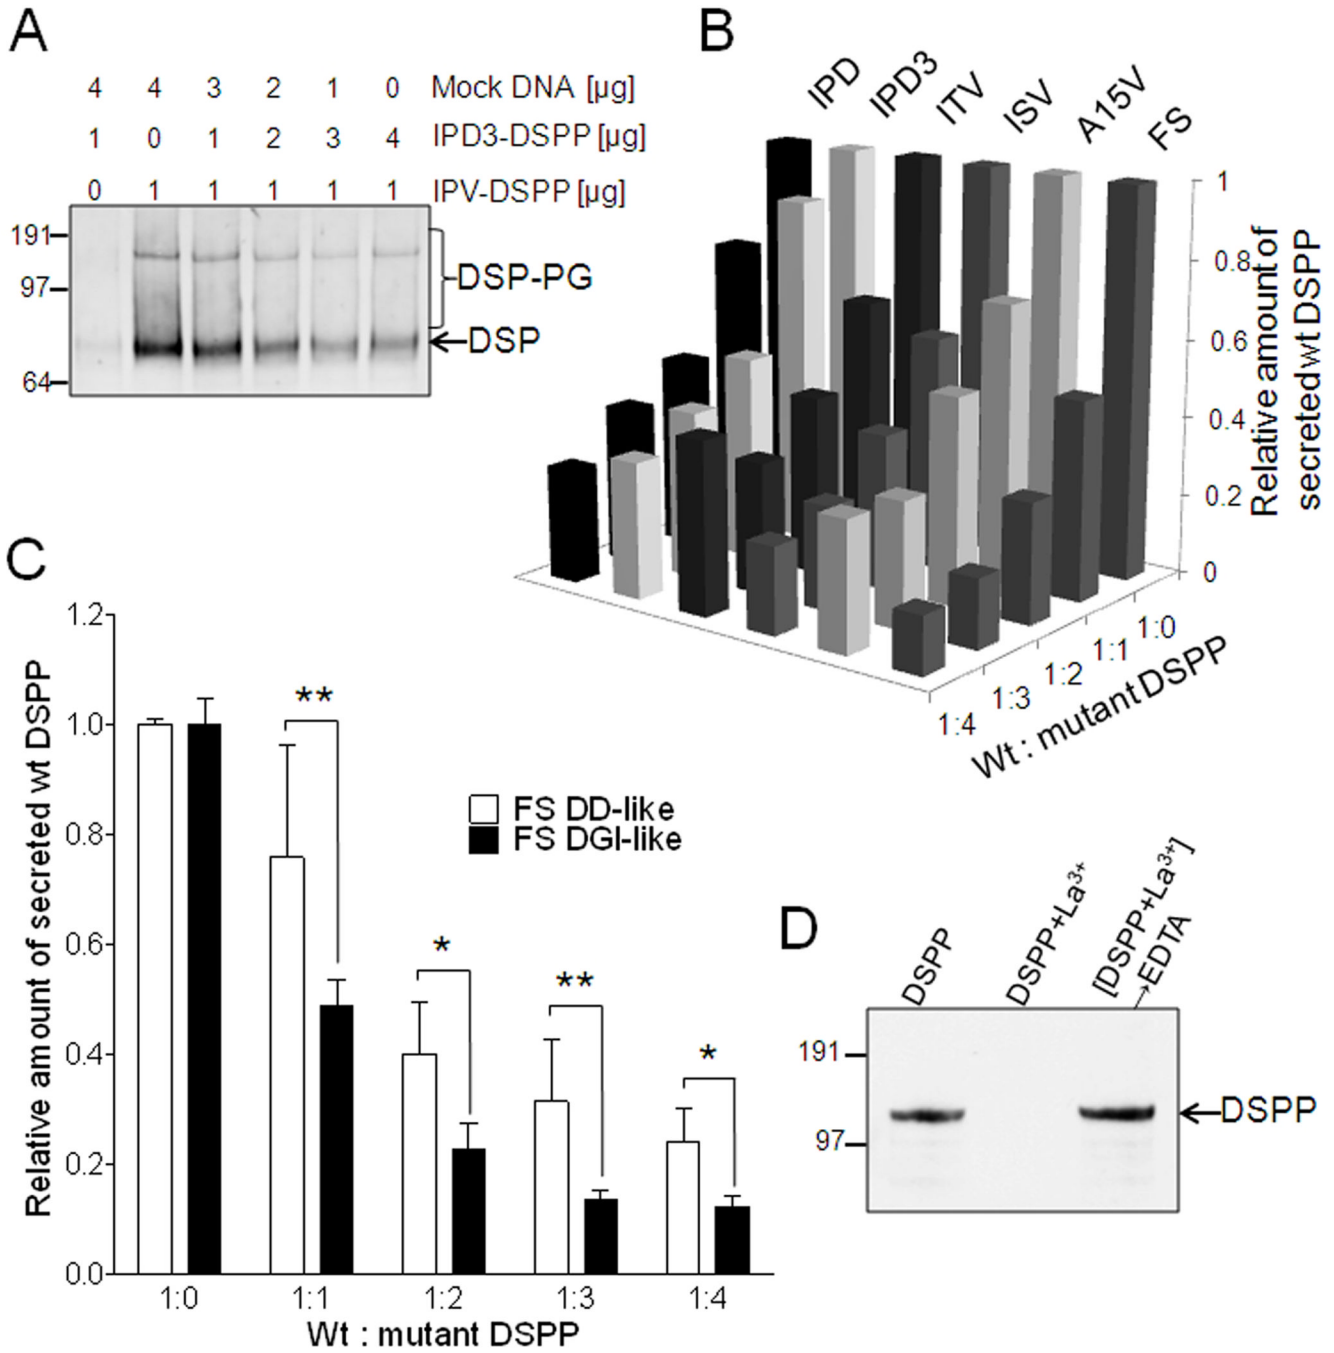 A
4 4 3 2 1 0 Mock DNA [µg]
1 0 1 2 3 4 IPD3-DSPP [µg]
0 1 1 1 1 1 IPV-DSPP [µg]
191
97
64
DSP-PG
DSP
B
IPD
IPD3
ITV
ISV
A15V
FS
1
0.8
0.6
0.4
0.2
0
Relative amount of
secreted wt DSPP
1:0
1:1
1:2
1:3
1:4
Wt : mutant DSPP
C
1.2
1.0
0.8
0.6
0.4
0.2
0.0
Relative amount of secreted wt DSPP
**
*
**
*
FS DD-like
FS DGI-like
1:0 1:1 1:2 1:3 1:4
Wt : mutant DSPP
D
DSPP
DSPP+La³⁺
[DSPP+La³⁺]
→EDTA
191
97
DSPP